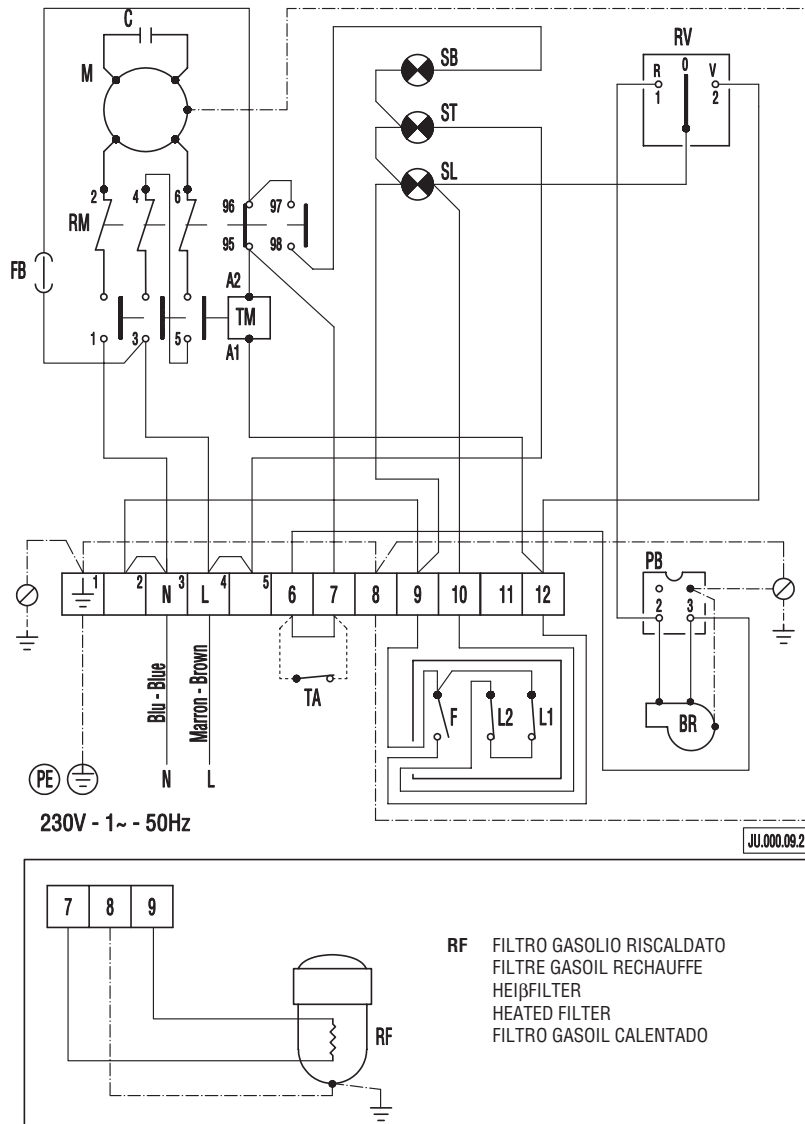 C
RV
SB
R
0
V
M
1
2
ST
SL
2
4
6
96
97
RM
95
98
FB
A2
TM
1
3
5
A1
PB
1
2
N
3
L
4
5
6
7
8
9
10
11
12
2
3
TA
F
L2
L1
BR
Blu - Blue
Marron - Brown
PE
N
L
230V - 1~ - 50Hz
JU.000.09.2
7
8
9
RF FILTRO GASOLIO RISCALDATO
FILTRE GASOIL RECHAUFFE
HEIβFILTER
HEATED FILTER
FILTRO GASOIL CALENTADO
RF